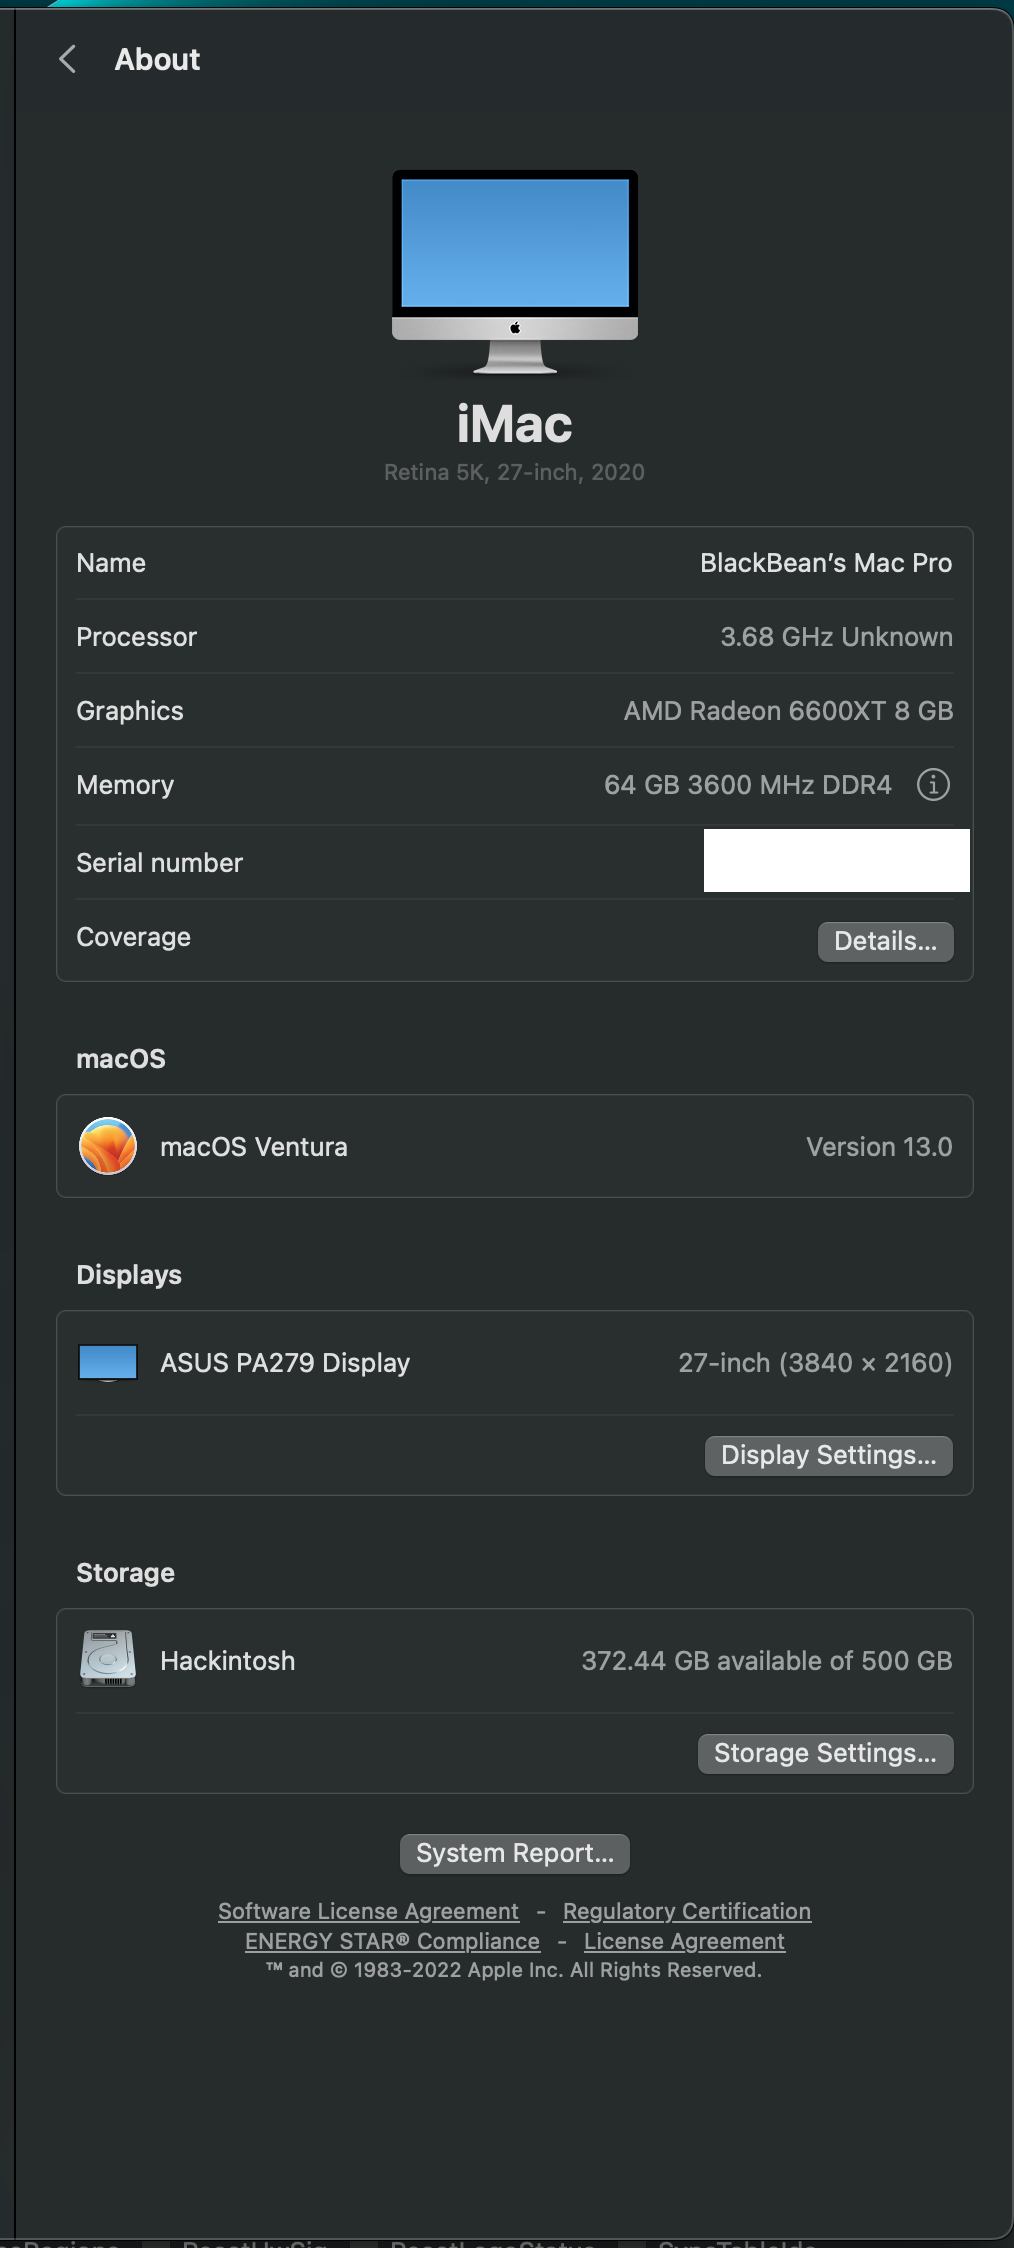 About
iMac
Retina 5K, 27-inch, 2020
Name BlackBean’s Mac Pro
Processor 3.68 GHz Unknown
Graphics AMD Radeon 6600XT 8 GB
Memory 64 GB 3600 MHz DDR4
Serial number
Coverage Details...
macOS
macOS Ventura Version 13.0
Displays
ASUS PA279 Display 27-inch (3840 × 2160)
Display Settings...
Storage
Hackintosh 372.44 GB available of 500 GB
Storage Settings...
System Report...
Software License Agreement - Regulatory Certification
ENERGY STAR® Compliance - License Agreement
™ and © 1983-2022 Apple Inc. All Rights Reserved.